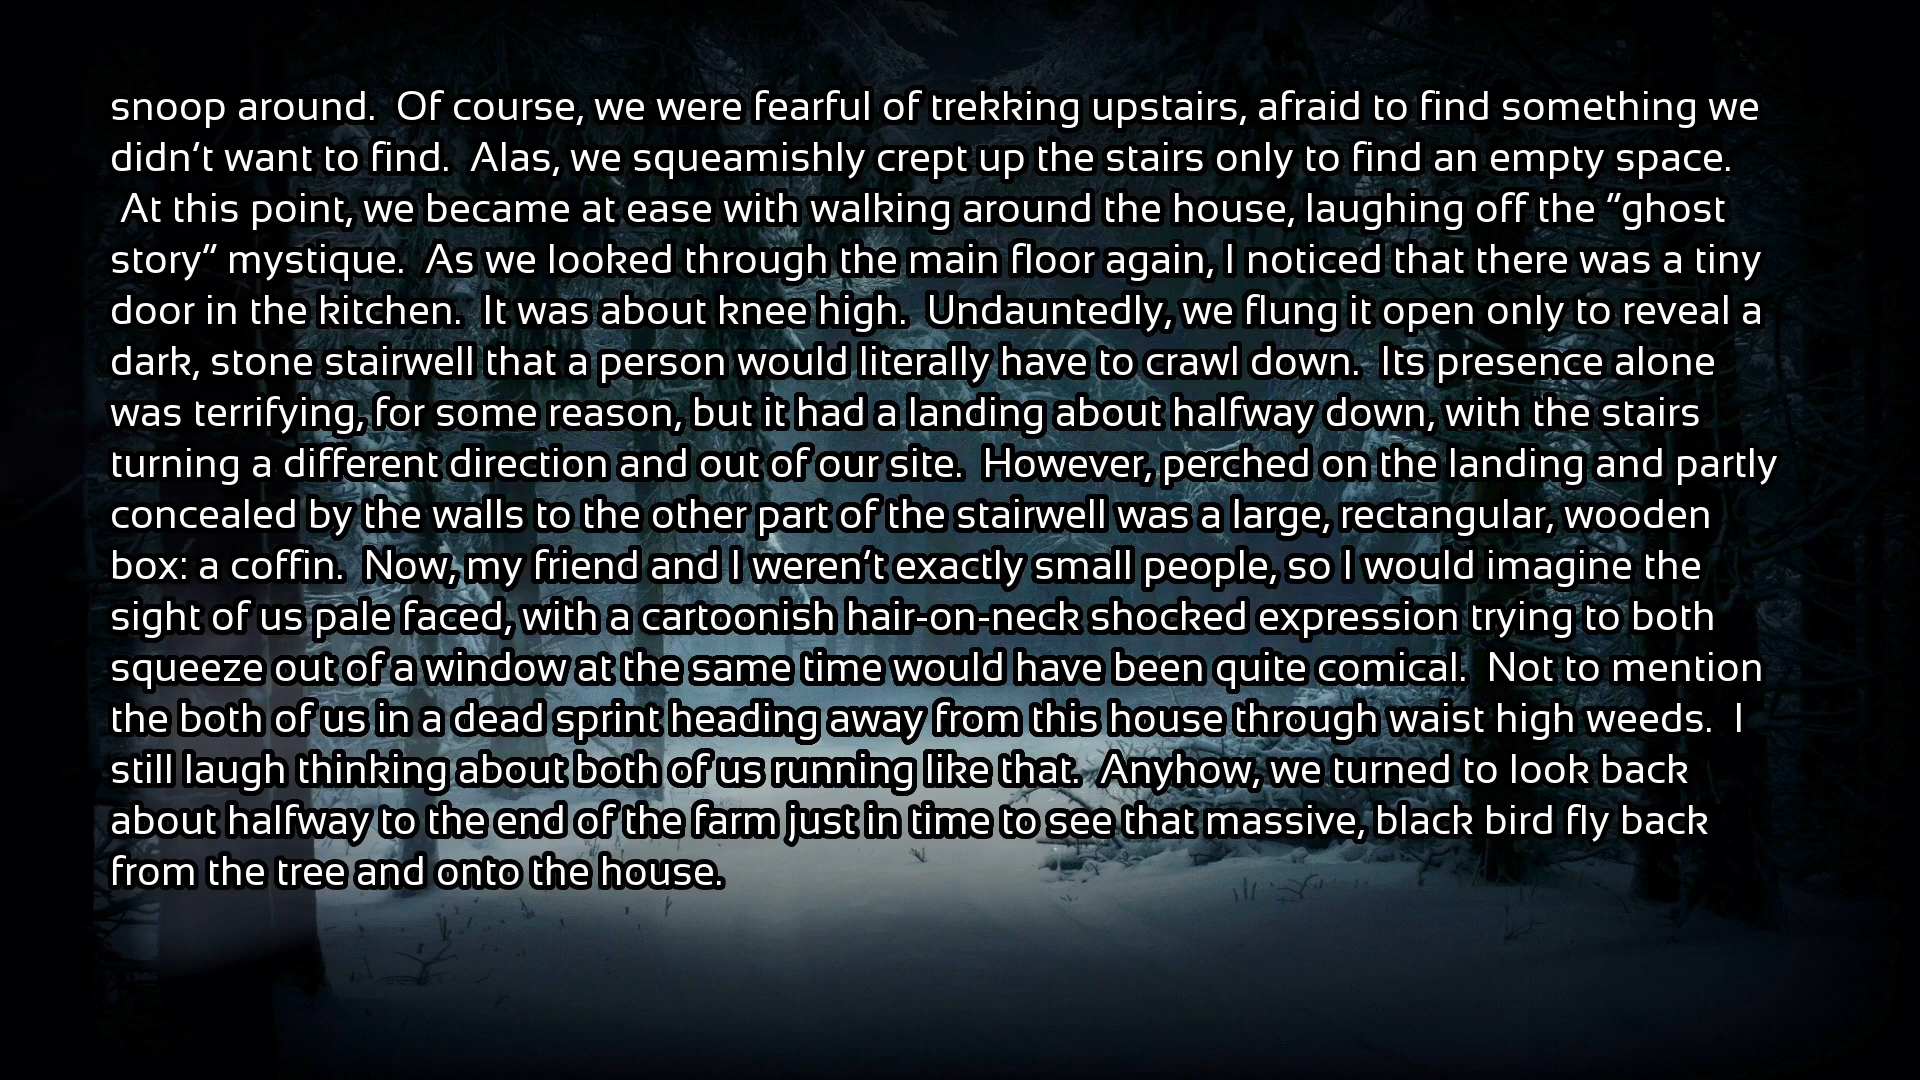 snoop around.  Of course, we were fearful of trekking upstairs, afraid to find something we
didn't want to find.  Alas, we squeamishly crept up the stairs only to find an empty space.
At this point, we became at ease with walking around the house, laughing off the "ghost
story" mystique.  As we looked through the main floor again, I noticed that there was a tiny
door in the kitchen.  It was about knee high.  Undauntedly, we flung it open only to reveal a
dark, stone stairwell that a person would literally have to crawl down.  Its presence alone
was terrifying, for some reason, but it had a landing about halfway down, with the stairs
turning a different direction and out of our site.  However, perched on the landing and partly
concealed by the walls to the other part of the stairwell was a large, rectangular, wooden
box: a coffin.  Now, my friend and I weren't exactly small people, so I would imagine the
sight of us pale faced, with a cartoonish hair-on-neck shocked expression trying to both
squeeze out of a window at the same time would have been quite comical.  Not to mention
the both of us in a dead sprint heading away from this house through waist high weeds.  I
still laugh thinking about both of us running like that.  Anyhow, we turned to look back
about halfway to the end of the farm just in time to see that massive, black bird fly back
from the tree and onto the house.